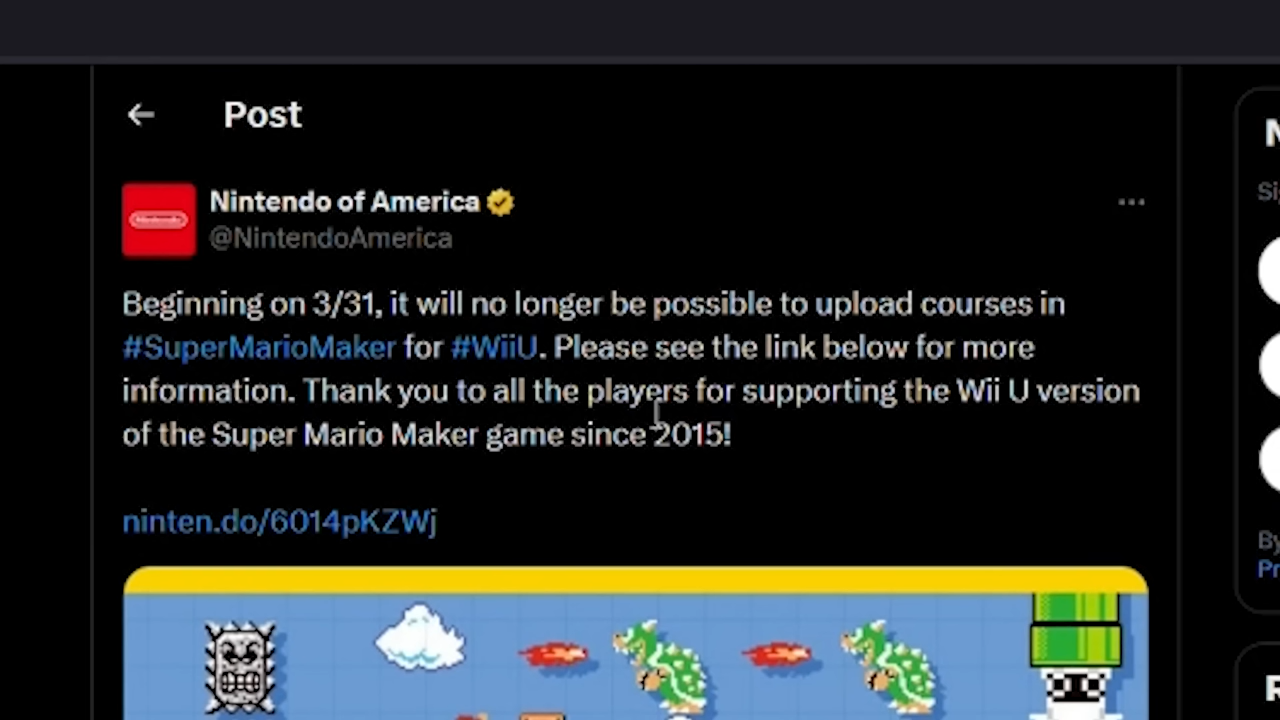 Post
Nintendo of America
@NintendoAmerica
Beginning on 3/31, it will no longer be possible to upload courses in
#SuperMarioMaker for #WiiU. Please see the link below for more
information. Thank you to all the players for supporting the Wii U version
of the Super Mario Maker game since 2015!
ninten.do/6014pKZWj
Nintendo